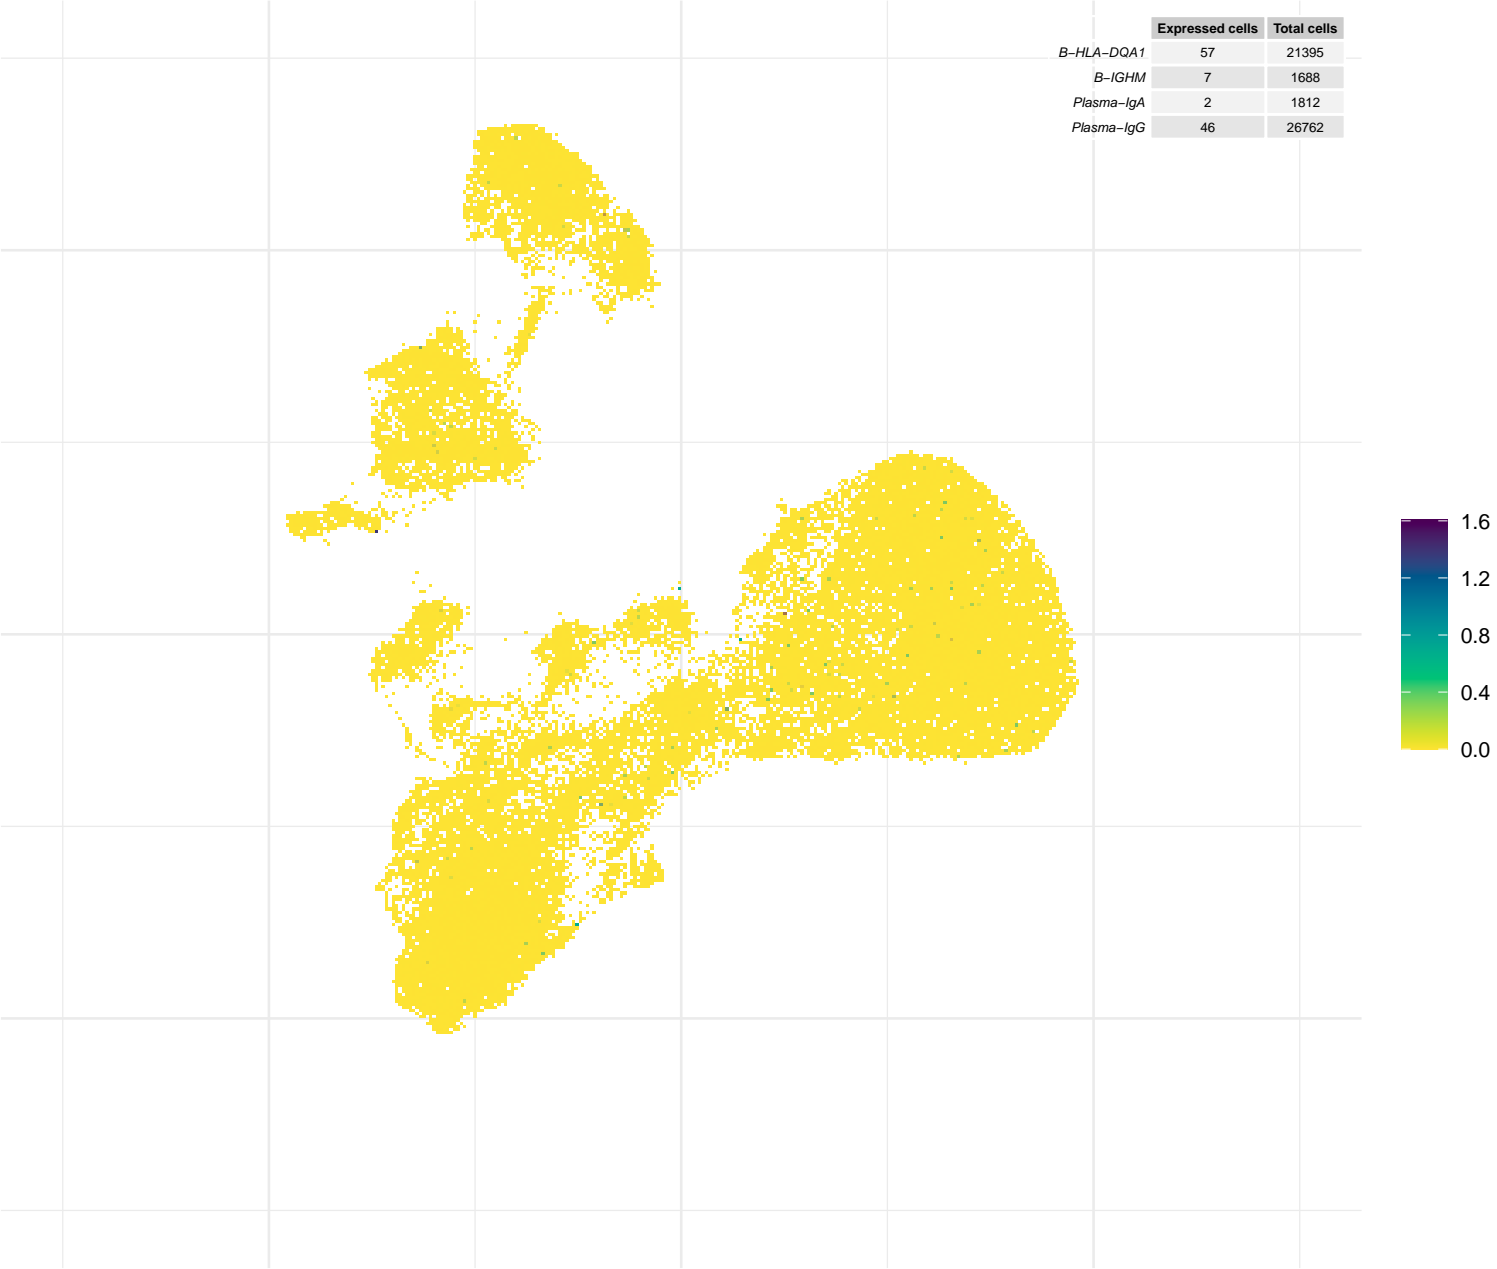 Expressed cells Total cells
B−HLA−DQA1 57 21395
B−IGHM 7 1688
Plasma−IgA 2 1812
Plasma−IgG 46 26762
1.6
1.2
0.8
0.4
0.0